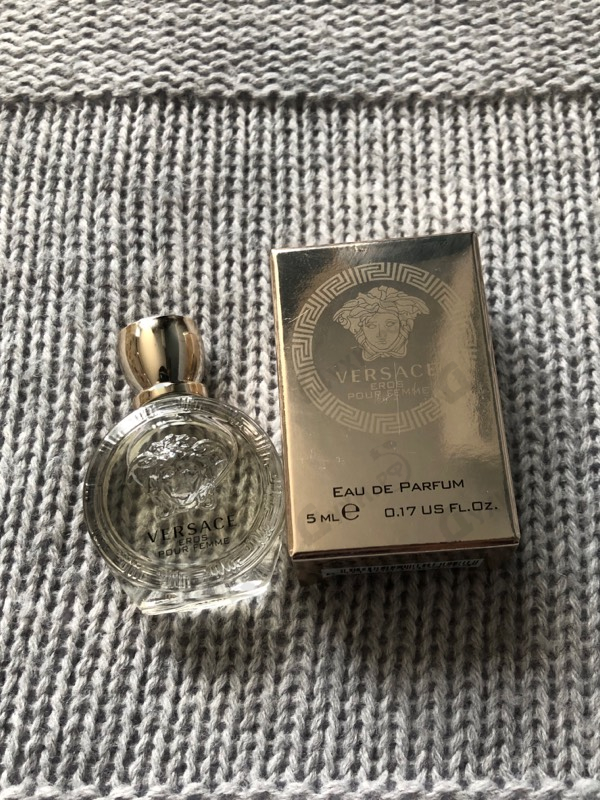 VERSACE
EROS
POUR FEMME
VERSACE
EROS
POUR FEMME
EAU DE PARFUM
5 ML e 0.17 US FL.OZ.